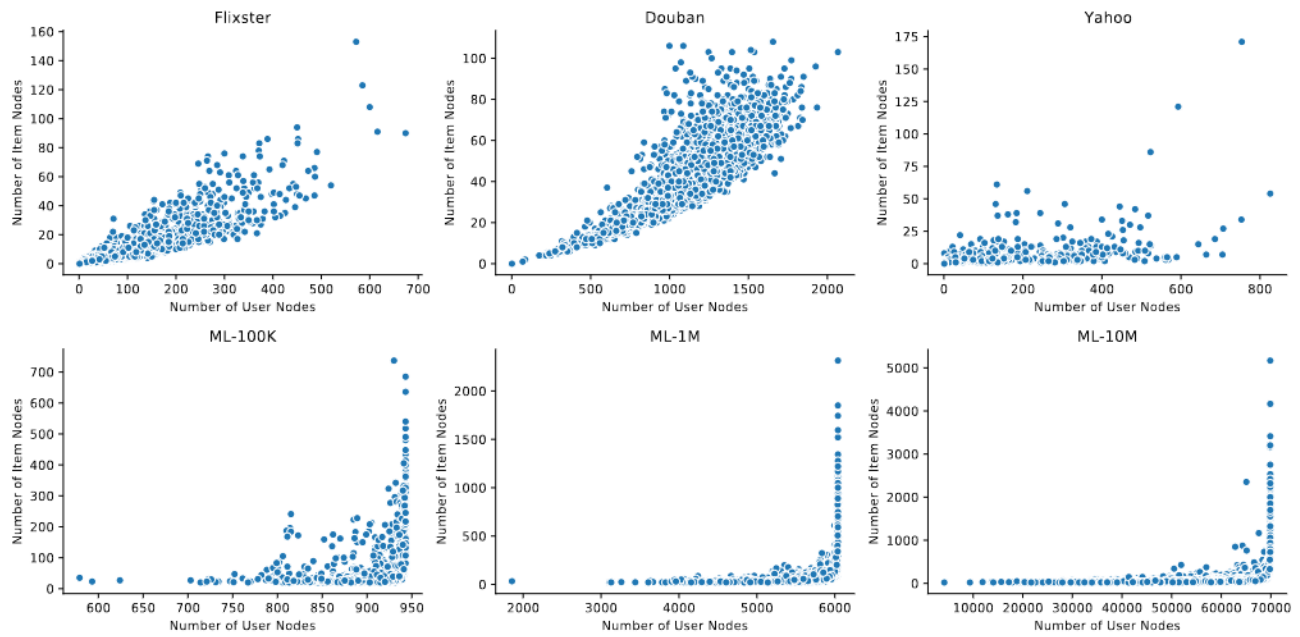 Flixster
Number of Item Nodes
160
140
120
100
80
60
40
20
0
0 100 200 300 400 500 600 700
Number of User Nodes
Douban
Number of Item Nodes
100
80
60
40
20
0
0 500 1000 1500 2000
Number of User Nodes
Yahoo
Number of Item Nodes
175
150
125
100
75
50
25
0
0 200 400 600 800
Number of User Nodes
ML-100K
Number of Item Nodes
700
600
500
400
300
200
100
0
600 650 700 750 800 850 900 950
Number of User Nodes
ML-1M
Number of Item Nodes
2000
1500
1000
500
0
2000 3000 4000 5000 6000
Number of User Nodes
ML-10M
Number of Item Nodes
5000
4000
3000
2000
1000
0
10000 20000 30000 40000 50000 60000 70000
Number of User Nodes